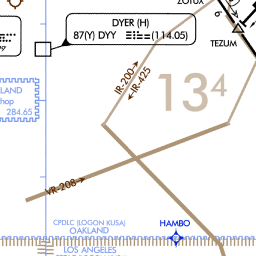 ZOTUX
DYER (H)
87(Y) DYY (114.05)
9
TEZUM
IR-200
IR-425
13 4
LAND
hop
284.65
VR-208
CPDLC (LOGON KUSA)
OAKLAND
HAMBO
LOS ANGELES